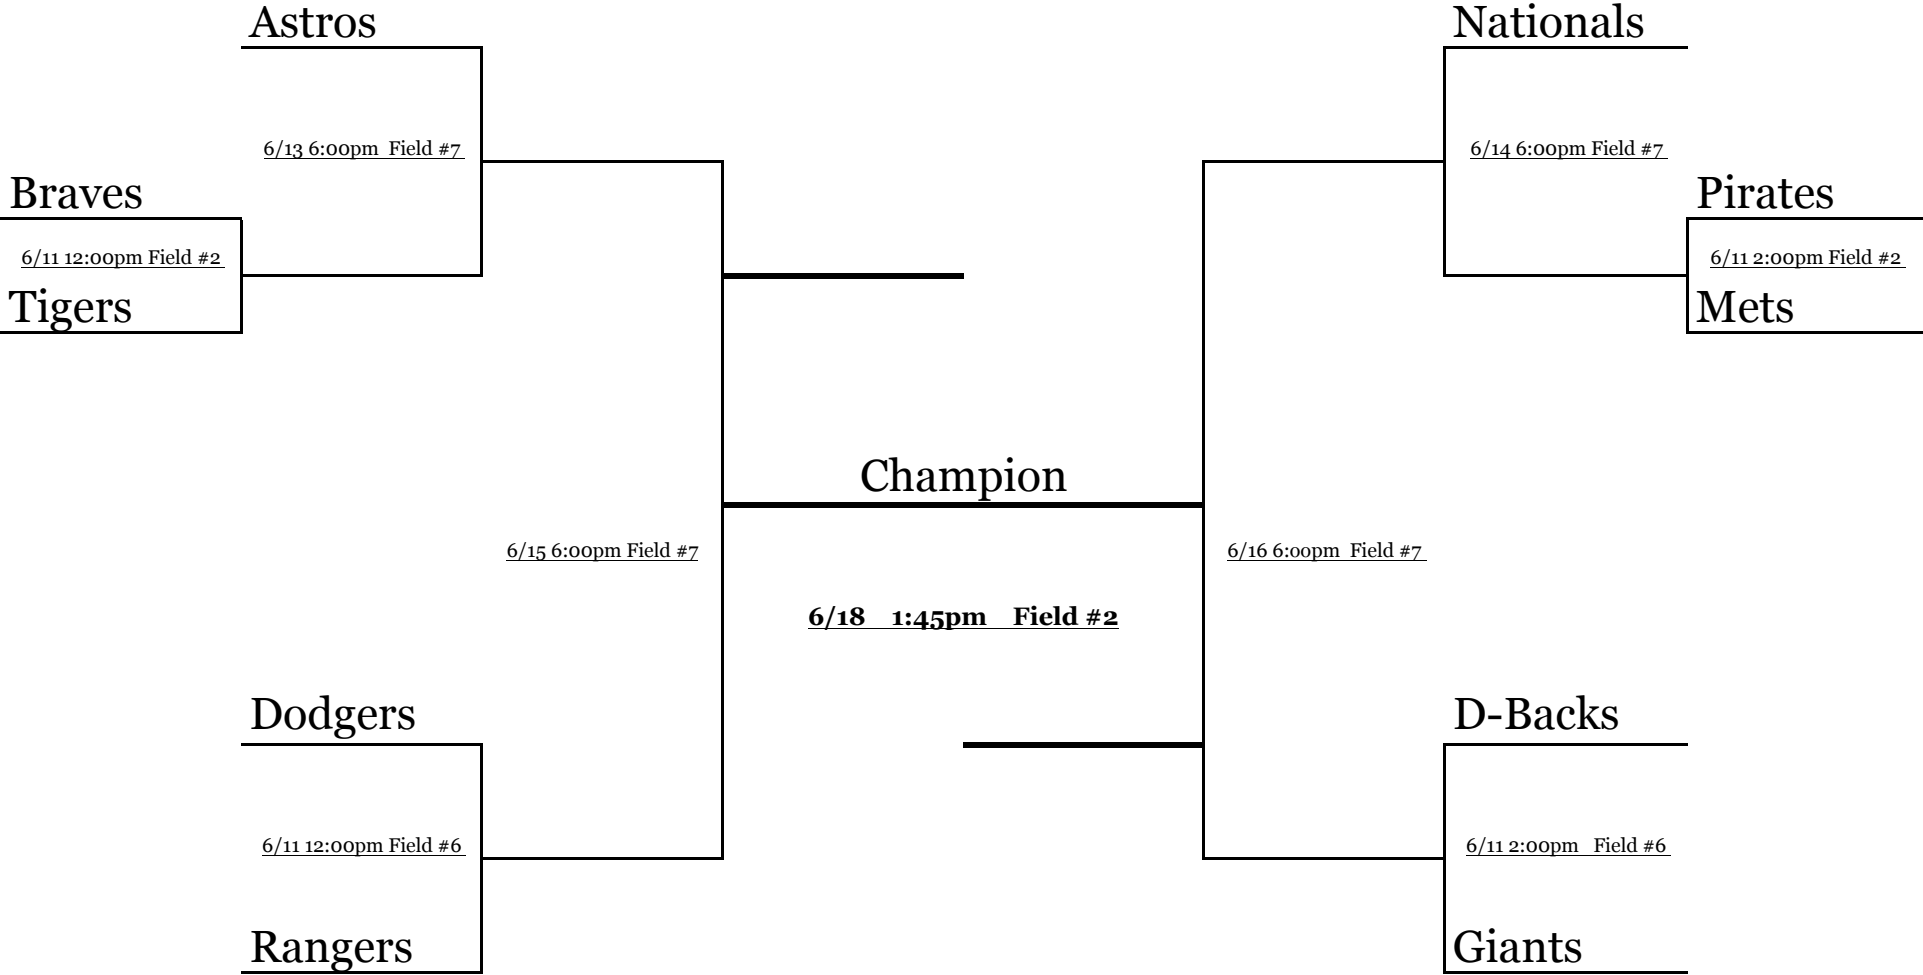 Astros
Nationals
6/13 6:00pm Field #7
6/14 6:00pm Field #7
Braves
Pirates
6/11 12:00pm Field #2
6/11 2:00pm Field #2
Tigers
Mets
Champion
6/15 6:00pm Field #7
6/16 6:00pm Field #7
6/18 1:45pm Field #2
Dodgers
D-Backs
6/11 12:00pm Field #6
6/11 2:00pm Field #6
Rangers
Giants